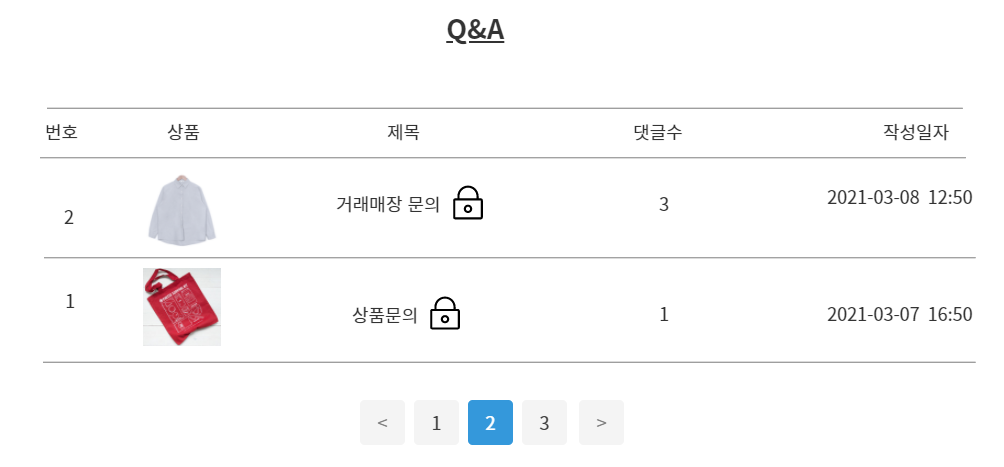 Q&A
번호 상품 제목 댓글수 작성일자
2 거래매장 문의 3 2021-03-08 12:50
1 상품문의 1 2021-03-07 16:50
< 1 2 3 >